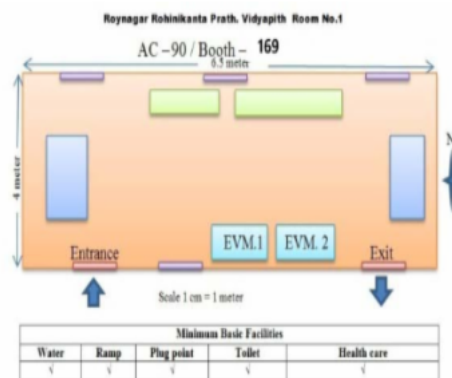 Roynagar Rohinikanta Prath. Vidyapith Room No.1
AC –90 / Booth – 169
6.5 meter
4 meter
N
EVM.1 EVM. 2
Entrance Exit
Scale 1 cm = 1 meter
Minimum Basic Facilities
Water Ramp Plug point Toilet Health care
√ √ √ √ √